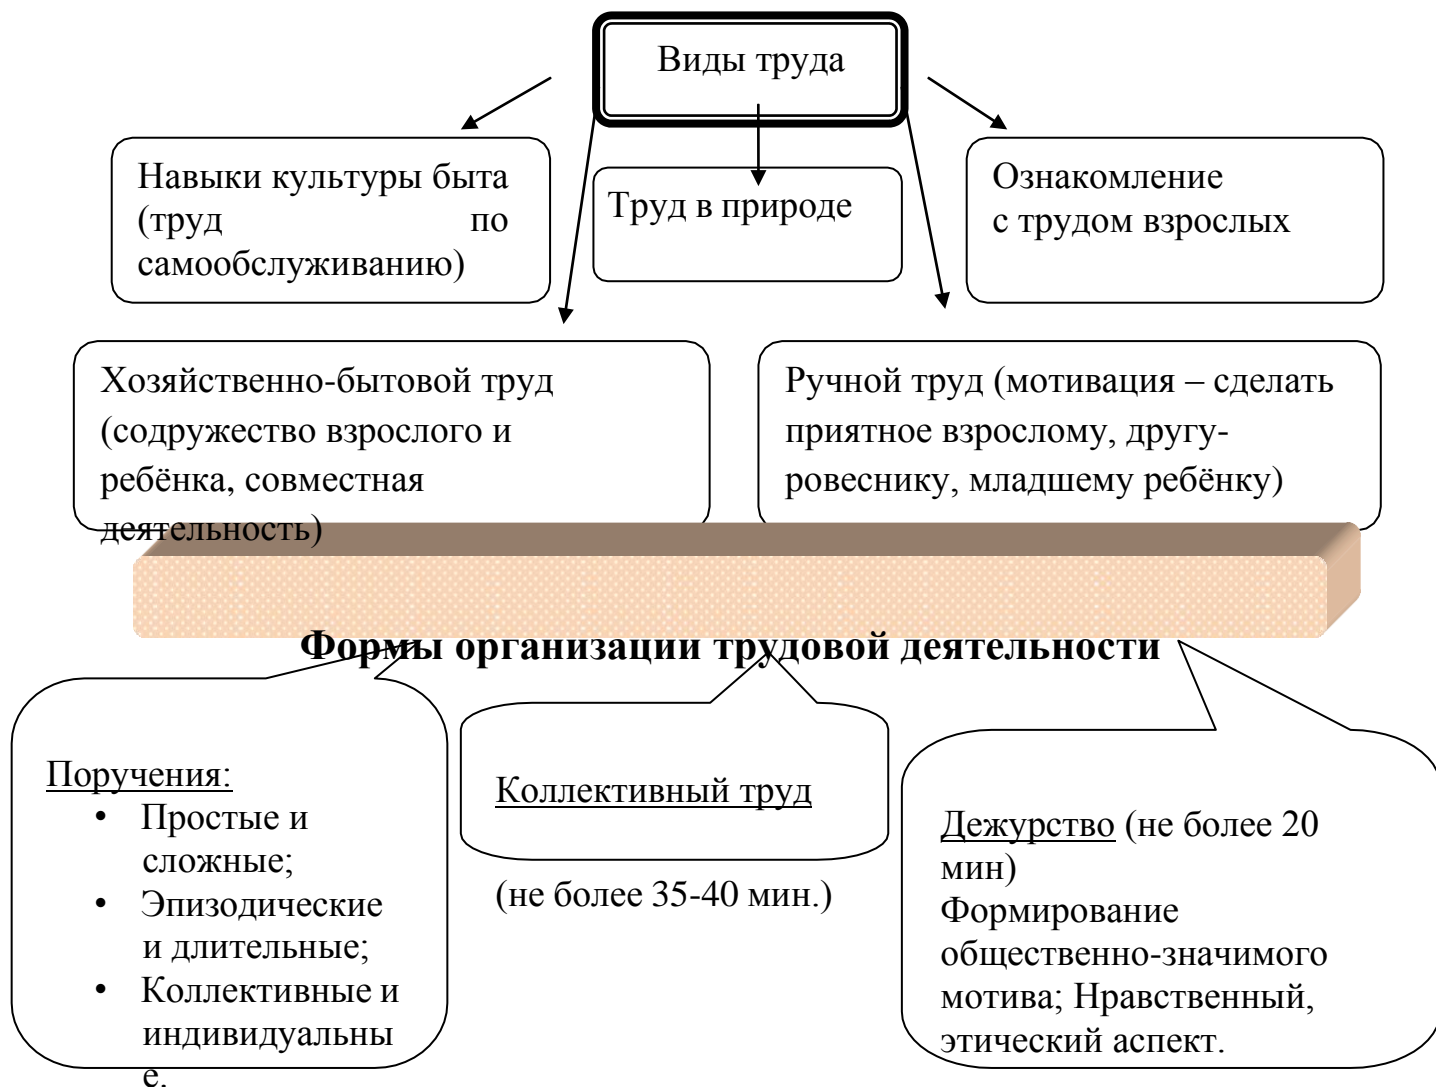 Виды труда
Навыки культуры быта
(труд по
самообслуживанию)
Труд в природе
Ознакомление
с трудом взрослых
Хозяйственно-бытовой труд
(содружество взрослого и
ребёнка, совместная
деятельность)
Ручной труд (мотивация – сделать
приятное взрослому, другу-
ровеснику, младшему ребёнку)
Формы организации трудовой деятельности
Поручения:
• Простые и
сложные;
• Эпизодические
и длительные;
• Коллективные и
индивидуальны
е.
Коллективный труд
(не более 35-40 мин.)
Дежурство (не более 20
мин)
Формирование
общественно-значимого
мотива; Нравственный,
этический аспект.